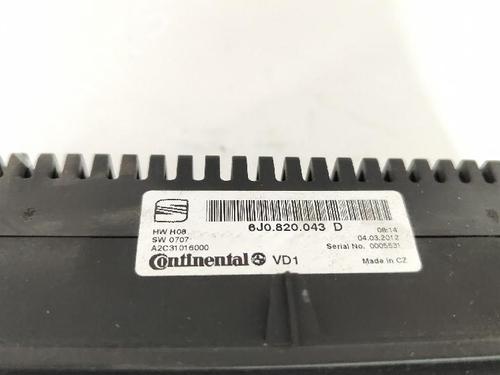 6J0.820.043 D
HW H08
08:14
SW 0707
04.03.2012
A2C31016000
Serial No. 0005531
Continental VD1
Made in CZ